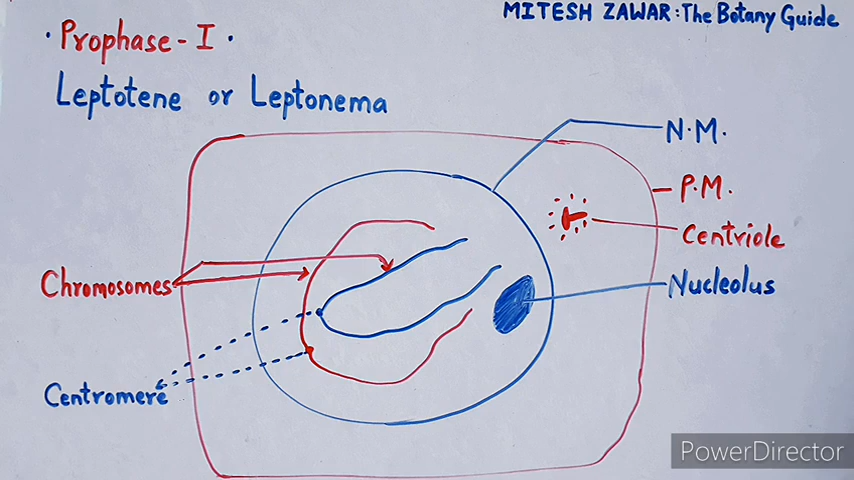 MITESH ZAWAR: The Botany Guide
• Prophase - I •
Leptotene or Leptonema
N.M.
P.M.
Centriole
Chromosomes
Nucleolus
Centromere
PowerDirector